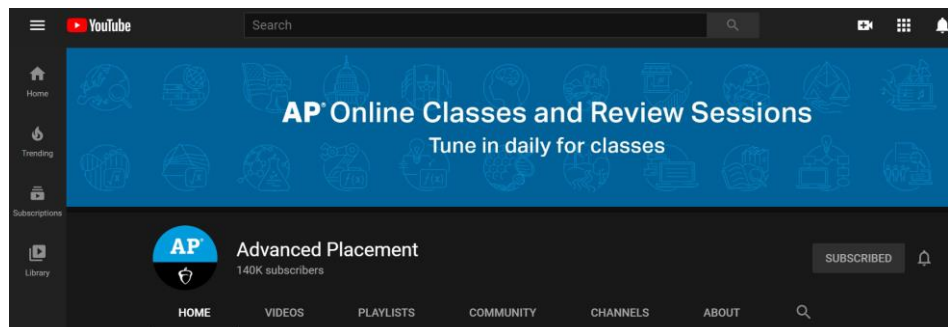 YouTube
Search
Home
Trending
Subscriptions
Library
AP® Online Classes and Review Sessions
Tune in daily for classes
AP®
Advanced Placement
140K subscribers
SUBSCRIBED
HOME VIDEOS PLAYLISTS COMMUNITY CHANNELS ABOUT